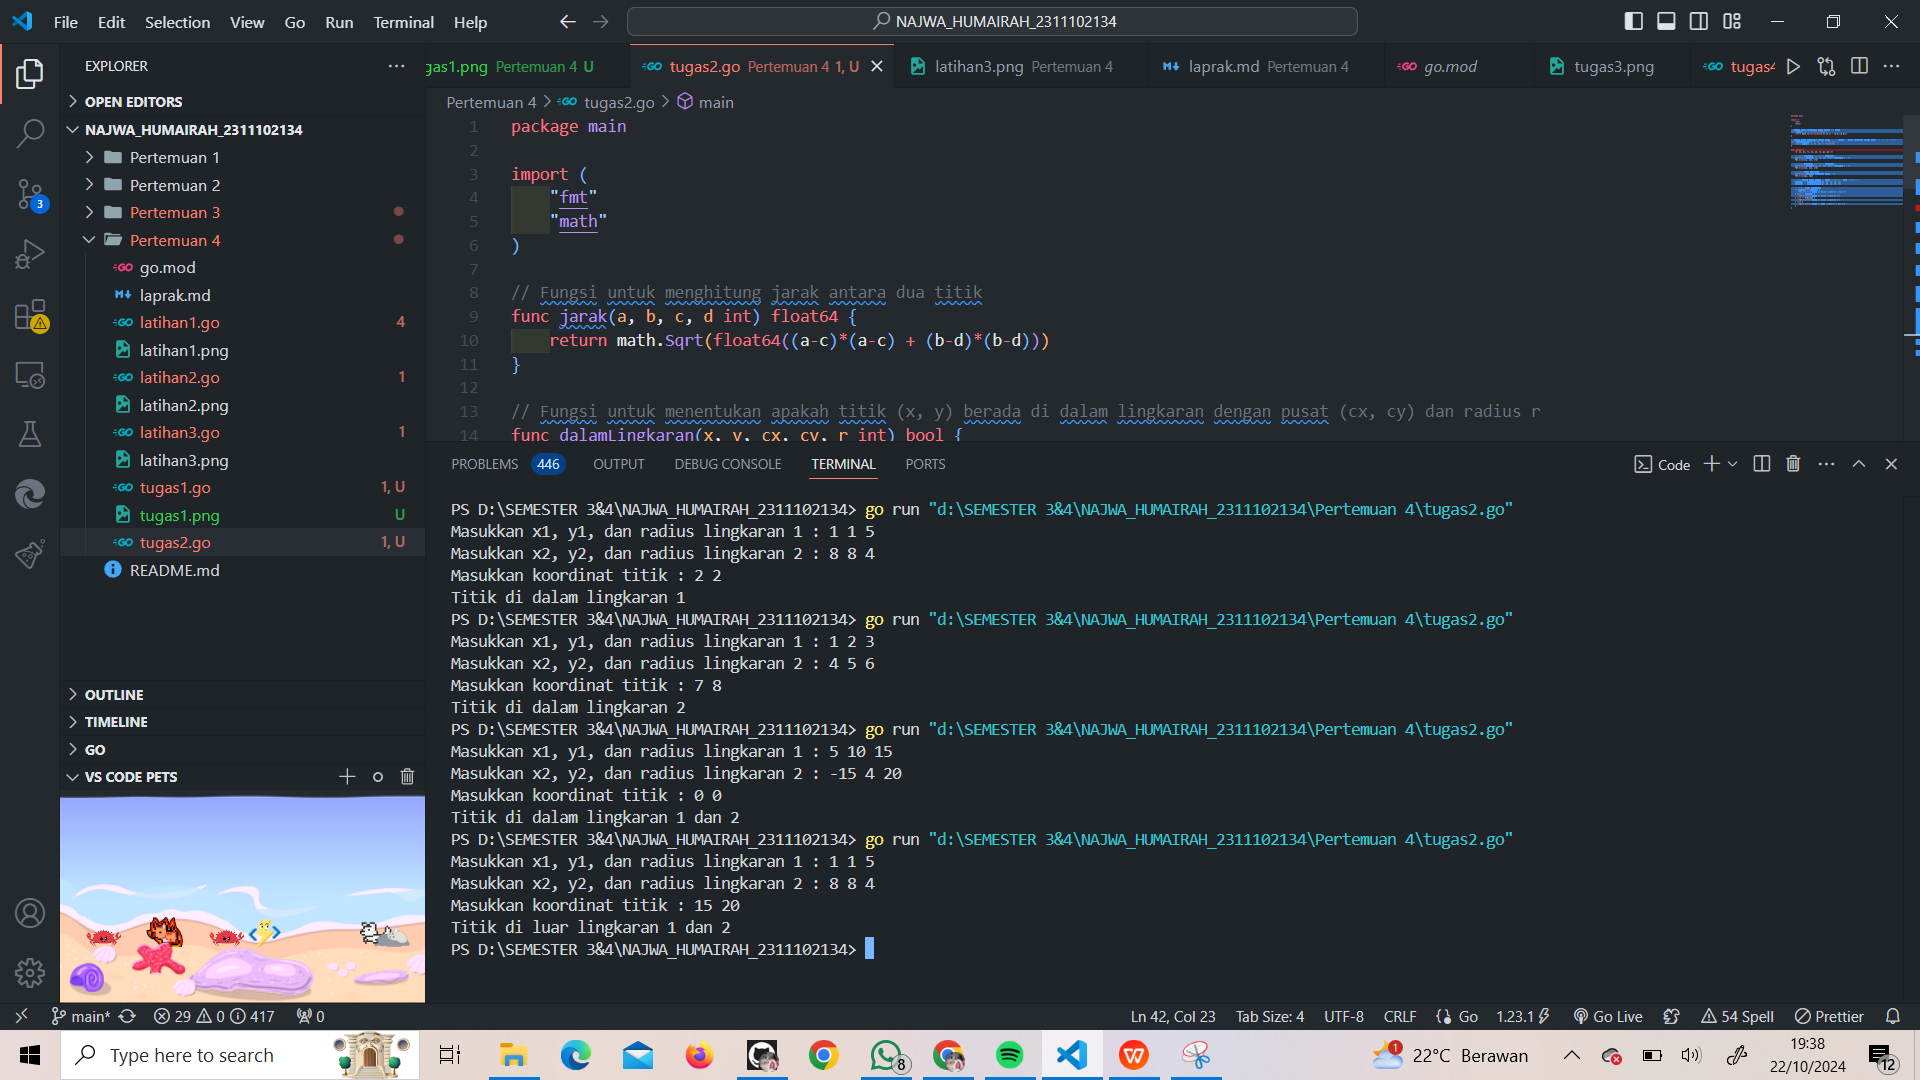 File Edit Selection View Go Run Terminal Help
NAJWA_HUMAIRAH_2311102134
EXPLORER
gas1.png Pertemuan 4 U
tugas2.go Pertemuan 4 1, U
latihan3.png Pertemuan 4
laprak.md Pertemuan 4
go.mod
tugas3.png
tugas4
OPEN EDITORS
NAJWA_HUMAIRAH_2311102134
Pertemuan 1
Pertemuan 2
Pertemuan 3
Pertemuan 4
go.mod
laprak.md
latihan1.go 4
latihan1.png
latihan2.go 1
latihan2.png
latihan3.go 1
latihan3.png
tugas1.go 1, U
tugas1.png U
tugas2.go 1, U
README.md
OUTLINE
TIMELINE
GO
VS CODE PETS
3
Pertemuan 4 > tugas2.go > main
1 package main
2
3 import (
4 "fmt"
5 "math"
6 )
7
8 // Fungsi untuk menghitung jarak antara dua titik
9 func jarak(a, b, c, d int) float64 {
10 return math.Sqrt(float64((a-c)*(a-c) + (b-d)*(b-d)))
11 }
12
13 // Fungsi untuk menentukan apakah titik (x, y) berada di dalam lingkaran dengan pusat (cx, cy) dan radius r
14 func dalamLingkaran(x, y, cx, cy, r int) bool {
PROBLEMS 446 OUTPUT DEBUG CONSOLE TERMINAL PORTS
Code
PS D:\SEMESTER 3&4\NAJWA_HUMAIRAH_2311102134> go run "d:\SEMESTER 3&4\NAJWA_HUMAIRAH_2311102134\Pertemuan 4\tugas2.go"
Masukkan x1, y1, dan radius lingkaran 1 : 1 1 5
Masukkan x2, y2, dan radius lingkaran 2 : 8 8 4
Masukkan koordinat titik : 2 2
Titik di dalam lingkaran 1
PS D:\SEMESTER 3&4\NAJWA_HUMAIRAH_2311102134> go run "d:\SEMESTER 3&4\NAJWA_HUMAIRAH_2311102134\Pertemuan 4\tugas2.go"
Masukkan x1, y1, dan radius lingkaran 1 : 1 2 3
Masukkan x2, y2, dan radius lingkaran 2 : 4 5 6
Masukkan koordinat titik : 7 8
Titik di dalam lingkaran 2
PS D:\SEMESTER 3&4\NAJWA_HUMAIRAH_2311102134> go run "d:\SEMESTER 3&4\NAJWA_HUMAIRAH_2311102134\Pertemuan 4\tugas2.go"
Masukkan x1, y1, dan radius lingkaran 1 : 5 10 15
Masukkan x2, y2, dan radius lingkaran 2 : -15 4 20
Masukkan koordinat titik : 0 0
Titik di dalam lingkaran 1 dan 2
PS D:\SEMESTER 3&4\NAJWA_HUMAIRAH_2311102134> go run "d:\SEMESTER 3&4\NAJWA_HUMAIRAH_2311102134\Pertemuan 4\tugas2.go"
Masukkan x1, y1, dan radius lingkaran 1 : 1 1 5
Masukkan x2, y2, dan radius lingkaran 2 : 8 8 4
Masukkan koordinat titik : 15 20
Titik di luar lingkaran 1 dan 2
PS D:\SEMESTER 3&4\NAJWA_HUMAIRAH_2311102134>
main* 29 0 417 0
Ln 42, Col 23 Tab Size: 4 UTF-8 CRLF Go 1.23.1 Go Live 54 Spell Prettier
Type here to search
8
1
22°C Berawan
19:38
22/10/2024
12